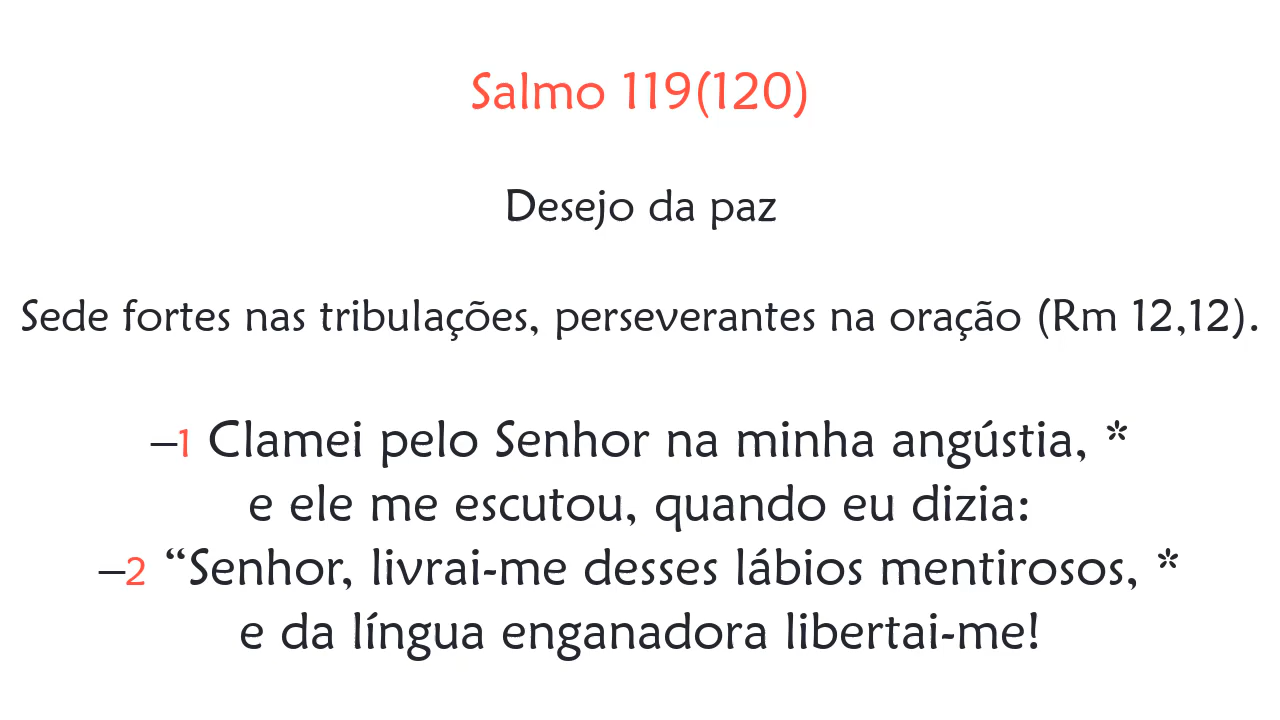 Salmo 119(120)
Desejo da paz
Sede fortes nas tribulações, perseverantes na oração (Rm 12,12).
–1 Clamei pelo Senhor na minha angústia, *
e ele me escutou, quando eu dizia:
–2 “Senhor, livrai-me desses lábios mentirosos, *
e da língua enganadora libertai-me!